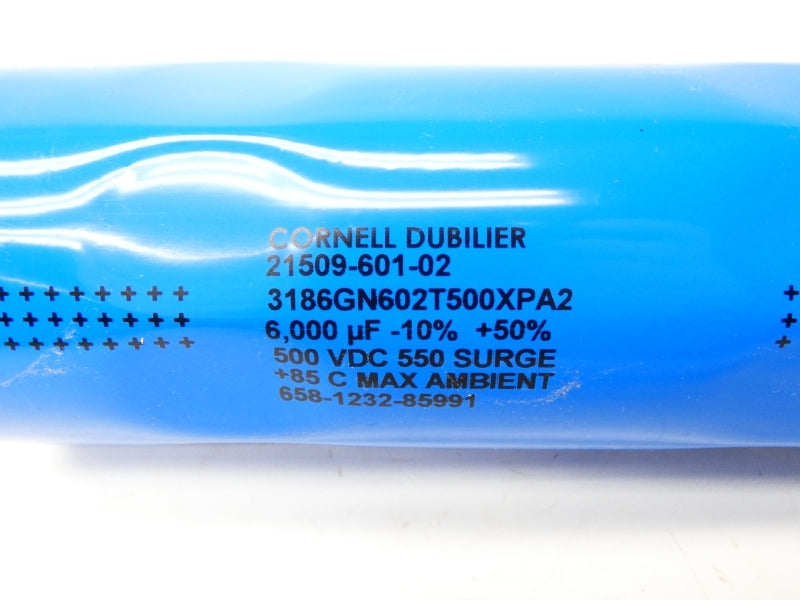 CORNELL DUBILIER
21509-601-02
3186GN602T500XPA2
6,000 µF -10% +50%
500 VDC 550 SURGE
+85 C MAX AMBIENT
658-1232-85991
+ + + + + + + + +
+ + + + + + + + + +
+ + + + + + + +
+
+
+